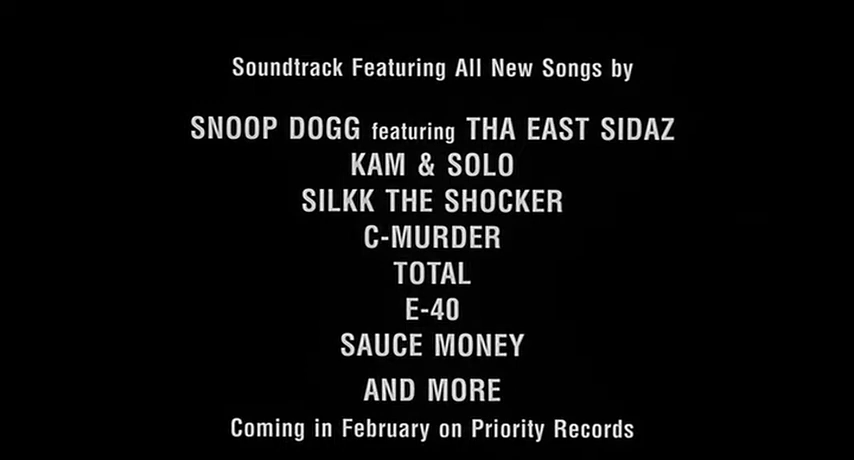 Soundtrack Featuring All New Songs by
SNOOP DOGG featuring THA EAST SIDAZ
KAM & SOLO
SILKK THE SHOCKER
C-MURDER
TOTAL
E-40
SAUCE MONEY
AND MORE
Coming in February on Priority Records